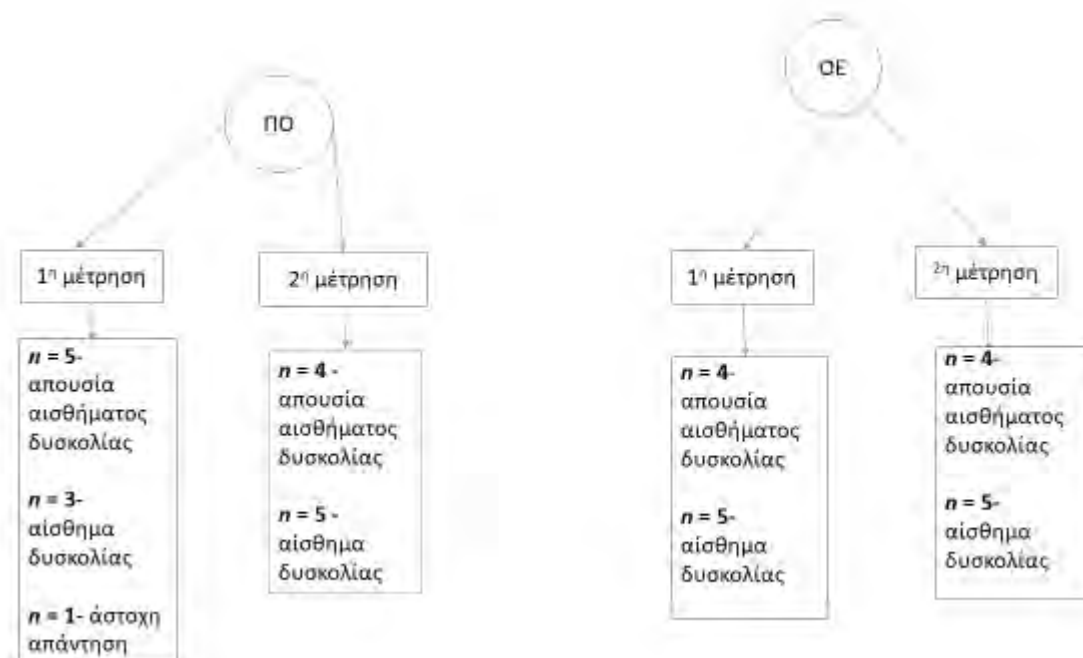 ΠΟ
1η μέτρηση
2η μέτρηση
n = 5-
απουσία
αισθήματος
δυσκολίας
n = 3-
αίσθημα
δυσκολίας
n = 1- άστοχη
απάντηση
n = 4 -
απουσία
αισθήματος
δυσκολίας
n = 5 -
αίσθημα
δυσκολίας
ΟΕ
1η μέτρηση
2η μέτρηση
n = 4-
απουσία
αισθήματος
δυσκολίας
n = 5-
αίσθημα
δυσκολίας
n = 4-
απουσία
αισθήματος
δυσκολίας
n = 5-
αίσθημα
δυσκολίας